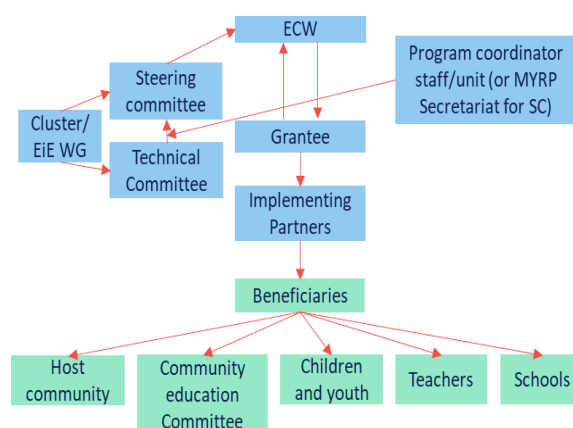 ECW
Program coordinator
staff/unit (or MYRP
Secretariat for SC)
Steering
committee
Cluster/
EiE WG
Technical
Committee
Grantee
Implementing
Partners
Beneficiaries
Host
community
Community
education
Committee
Children
and youth
Teachers
Schools